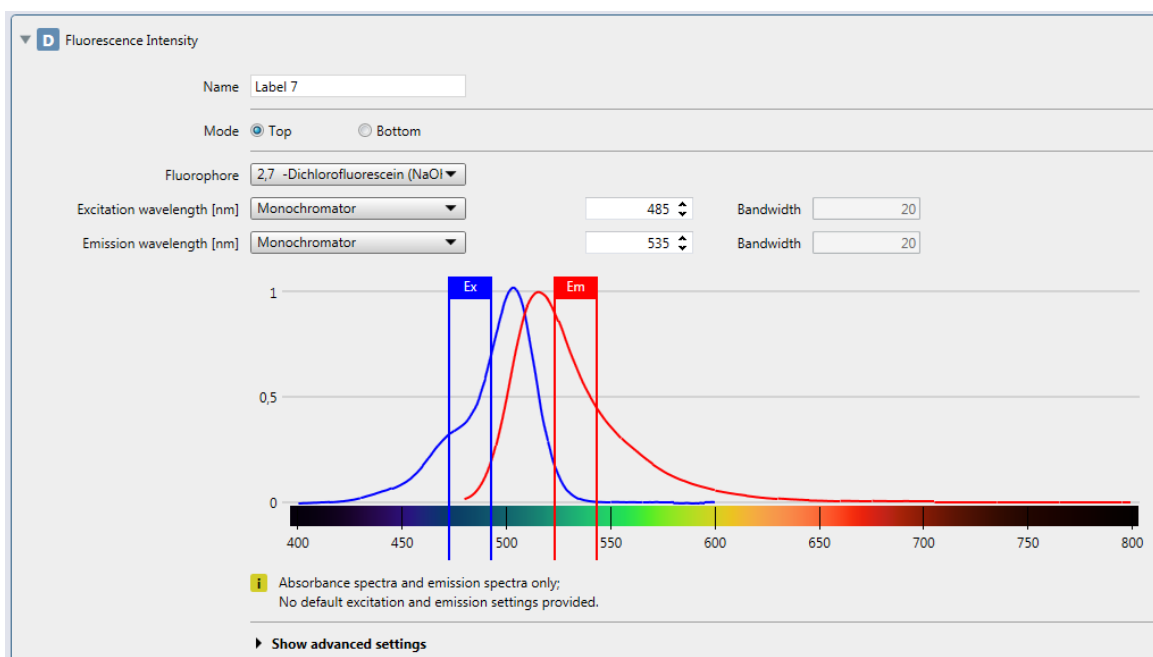 D Fluorescence Intensity
Name Label 7
Mode Top Bottom
Fluorophore 2,7 -Dichlorofluorescein (NaOH
Excitation wavelength [nm] Monochromator 485 Bandwidth 20
Emission wavelength [nm] Monochromator 535 Bandwidth 20
Ex Em
1
0,5
0
400 450 500 550 600 650 700 750 800
i Absorbance spectra and emission spectra only;
No default excitation and emission settings provided.
Show advanced settings